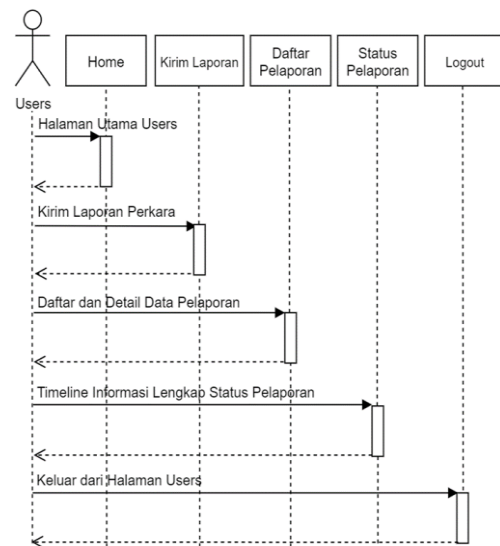 Home
Kirim Laporan
Daftar
Pelaporan
Status
Pelaporan
Logout
Users
Halaman Utama Users
Kirim Laporan Perkara
Daftar dan Detail Data Pelaporan
Timeline Informasi Lengkap Status Pelaporan
Keluar dari Halaman Users